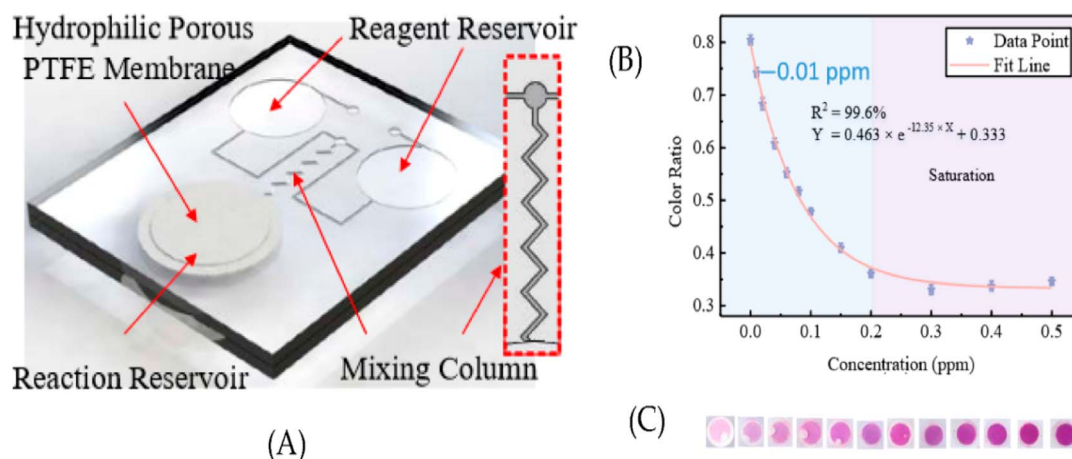 Hydrophilic Porous
PTFE Membrane
Reagent Reservoir
Reaction Reservoir
Mixing Column
(A)
(B)
0.8
0.7
0.6
0.5
0.4
0.3
Color Ratio
0.01 ppm
Data Point
Fit Line
R² = 99.6%
Y = 0.463 × e^-12.35 × X + 0.333
Saturation
0.0 0.1 0.2 0.3 0.4 0.5
Concentration (ppm)
(C)